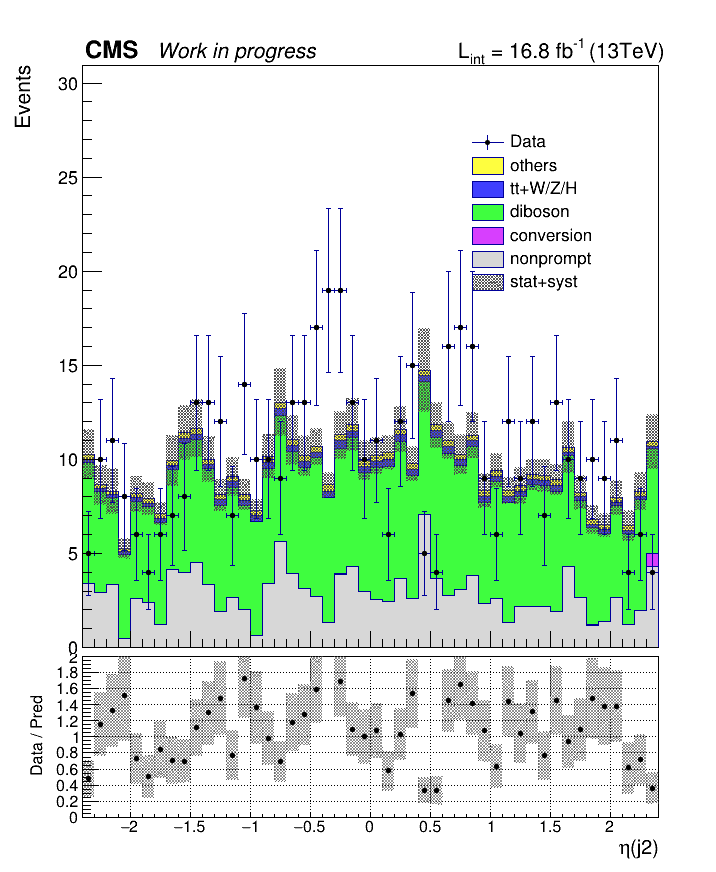 CMS Work in progress L_int = 16.8 fb^-1 (13TeV)
Events
30
25
20
15
10
5
0
Data
others
tt+W/Z/H
diboson
conversion
nonprompt
stat+syst
Data / Pred
2
1.8
1.6
1.4
1.2
1
0.8
0.6
0.4
0.2
0
−2 −1.5 −1 −0.5 0 0.5 1 1.5 2
η(j2)